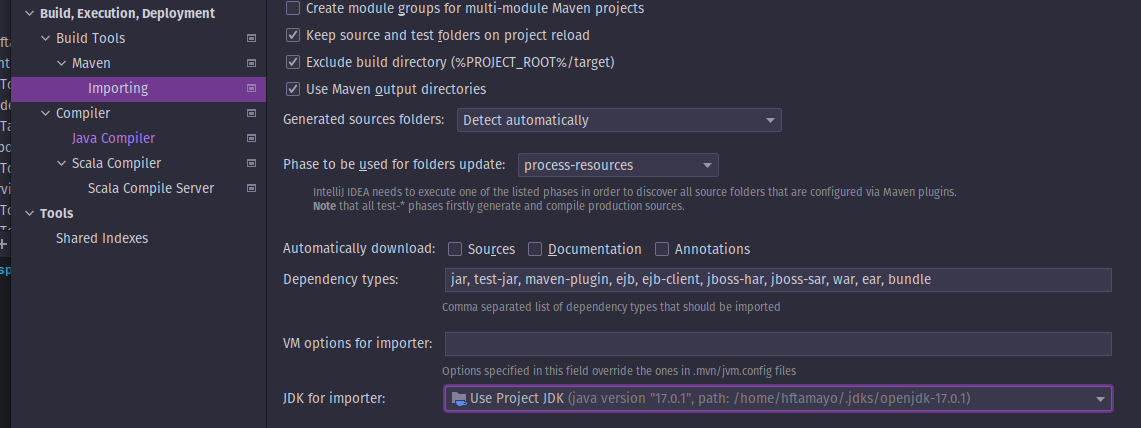 Build, Execution, Deployment
Build Tools
Maven
Importing
Compiler
Java Compiler
Scala Compiler
Scala Compile Server
Tools
Shared Indexes
Create module groups for multi-module Maven projects
Keep source and test folders on project reload
Exclude build directory (%PROJECT_ROOT%/target)
Use Maven output directories
Generated sources folders: Detect automatically
Phase to be used for folders update: process-resources
IntelliJ IDEA needs to execute one of the listed phases in order to discover all source folders that are configured via Maven plugins.
Note that all test-* phases firstly generate and compile production sources.
Automatically download: Sources Documentation Annotations
Dependency types: jar, test-jar, maven-plugin, ejb, ejb-client, jboss-har, jboss-sar, war, ear, bundle
Comma separated list of dependency types that should be imported
VM options for importer:
Options specified in this field override the ones in .mvn/jvm.config files
JDK for importer: Use Project JDK (java version "17.0.1", path: /home/hftamayo/.jdks/openjdk-17.0.1)